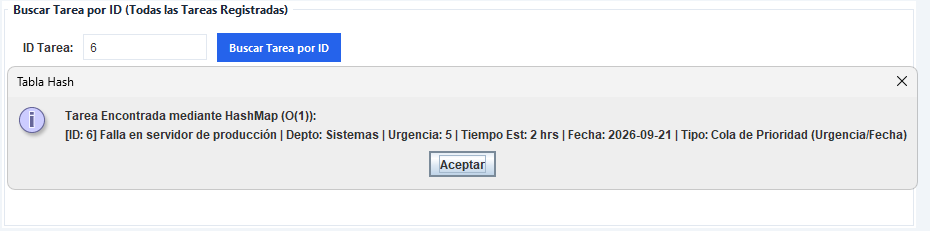 Buscar Tarea por ID (Todas las Tareas Registradas)
ID Tarea: 6 Buscar Tarea por ID
Tabla Hash
Tarea Encontrada mediante HashMap (O(1)):
[ID: 6] Falla en servidor de producción | Depto: Sistemas | Urgencia: 5 | Tiempo Est: 2 hrs | Fecha: 2026-09-21 | Tipo: Cola de Prioridad (Urgencia/Fecha)
Aceptar